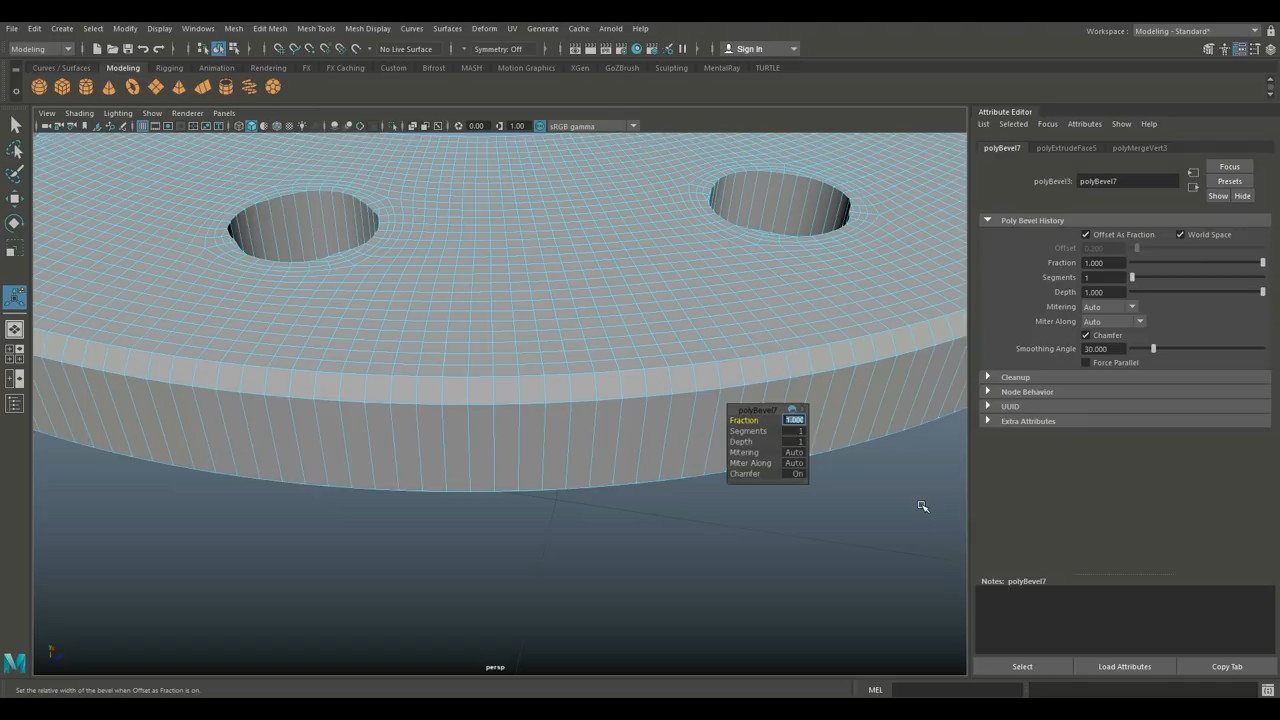 File Edit Create Select Modify Display Windows Mesh Edit Mesh Mesh Tools Mesh Display Curves Surfaces Deform UV Generate Cache Arnold Help
Workspace : Modeling - Standard*
Modeling No Live Surface Symmetry: Off Sign In
Curves / Surfaces Modeling Rigging Animation Rendering FX FX Caching Custom Bifrost MASH Motion Graphics XGen GoZBrush Sculpting MentalRay TURTLE
View Shading Lighting Show Renderer Panels
0.00 1.00 sRGB gamma
polyBevel7
Fraction 1.000
Segments 1
Depth 1
Mitering Auto
Miter Along Auto
Chamfer On
persp
Attribute Editor
List Selected Focus Attributes Show Help
polyBevel7 polyExtrudeFace5 polyMergeVert3
Focus
polyBevel3: polyBevel7 Presets
Show Hide
Poly Bevel History
Offset As Fraction World Space
Offset 0.200
Fraction 1.000
Segments 1
Depth 1.000
Mitering Auto
Miter Along Auto
Chamfer
Smoothing Angle 30.000
Force Parallel
Cleanup
Node Behavior
UUID
Extra Attributes
Notes: polyBevel7
Select Load Attributes Copy Tab
Set the relative width of the bevel when Offset as Fraction is on.
MEL